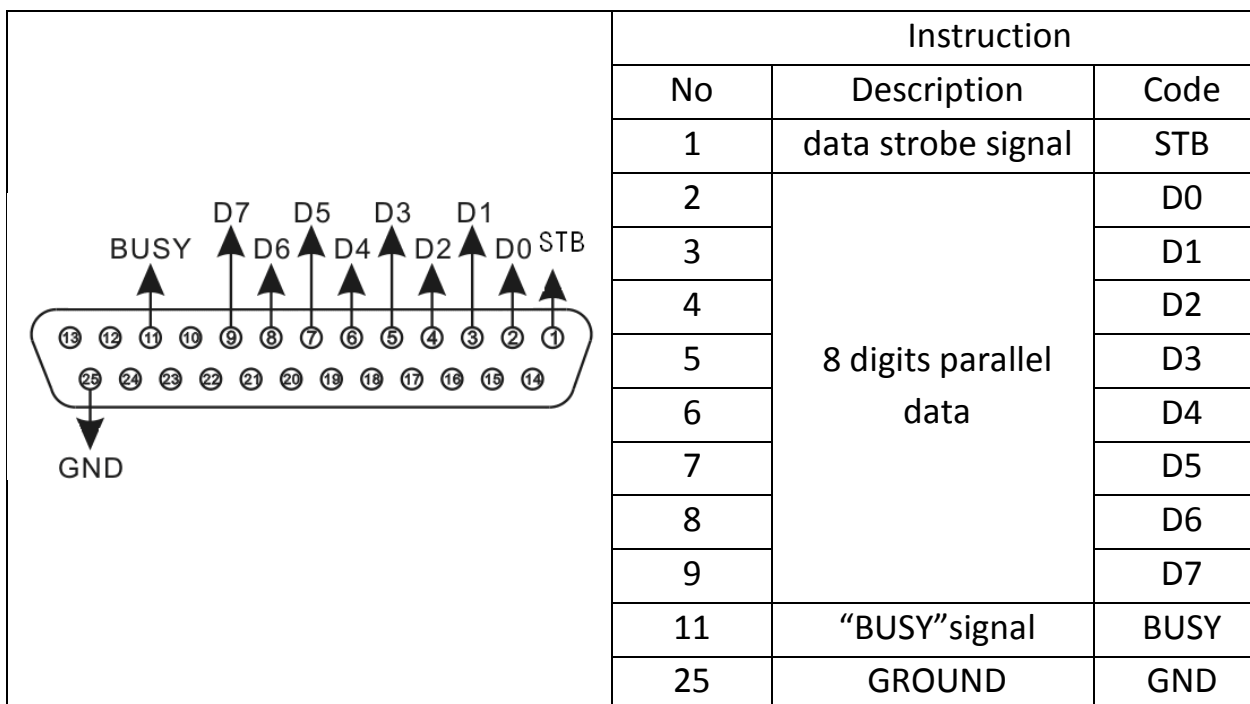 D7 D5 D3 D1
BUSY D6 D4 D2 D0 STB
13 12 11 10 9 8 7 6 5 4 3 2 1
25 24 23 22 21 20 19 18 17 16 15 14
GND
Instruction
No Description Code
1 data strobe signal STB
2 D0
3 D1
4 D2
5 8 digits parallel D3
6 data D4
7 D5
8 D6
9 D7
11 “BUSY”signal BUSY
25 GROUND GND